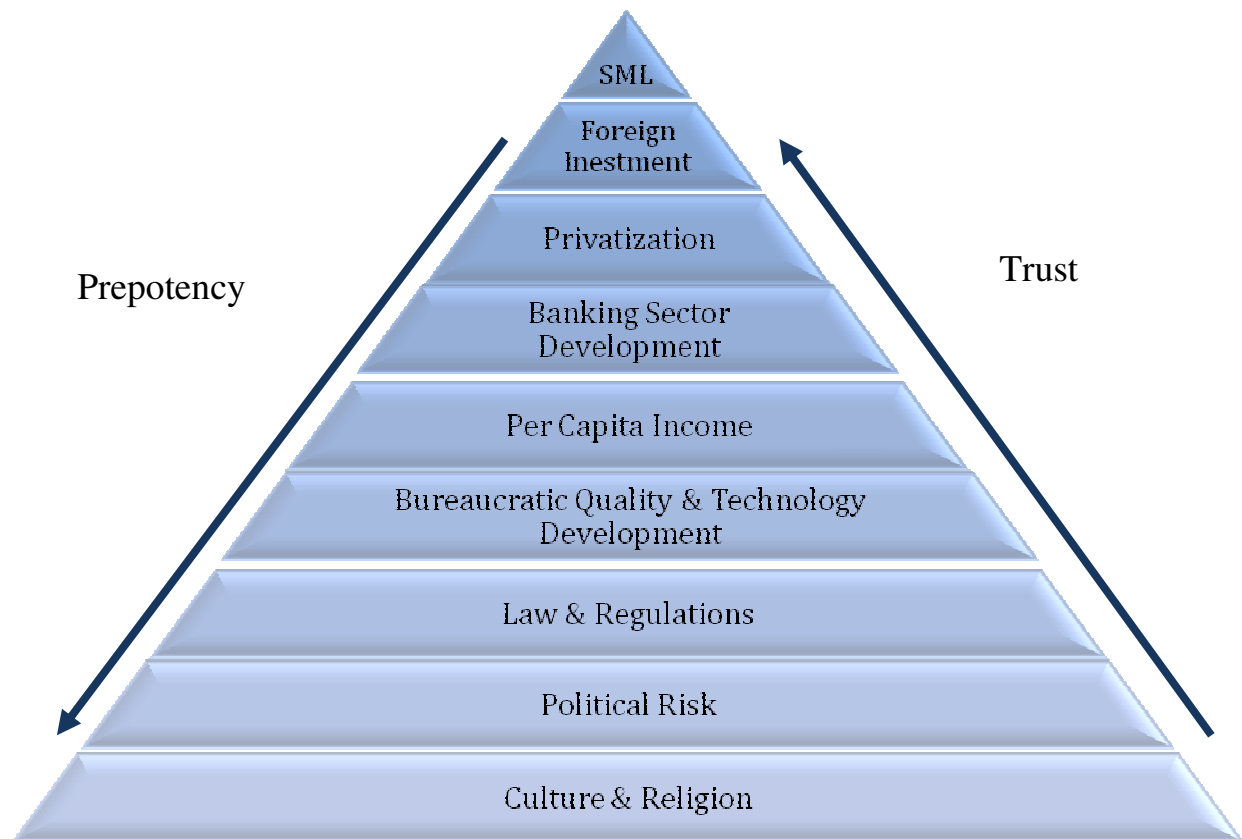 SML
Foreign
Inestment
Privatization
Prepotency
Trust
Banking Sector
Development
Per Capita Income
Bureaucratic Quality & Technology
Development
Law & Regulations
Political Risk
Culture & Religion